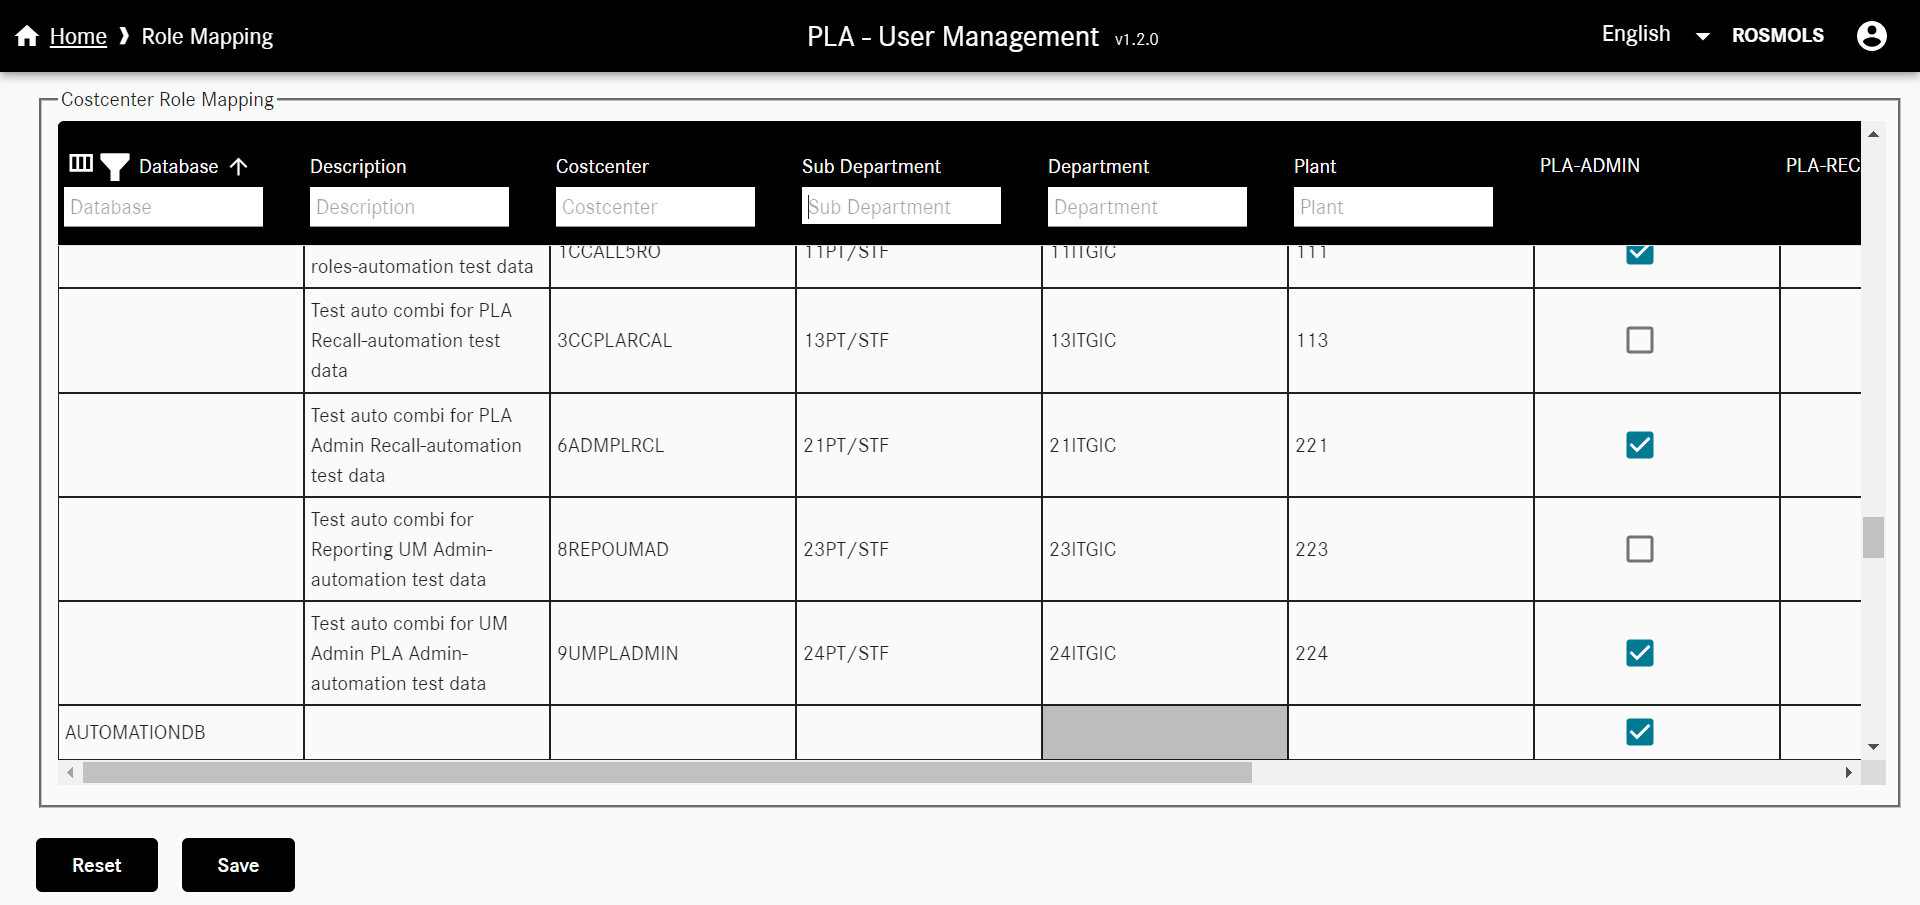 Home ❱ Role Mapping
PLA - User Management v1.2.0
English ROSMOLS
Costcenter Role Mapping
Database Description Costcenter Sub Department Department Plant PLA-ADMIN PLA-REC
Database Description Costcenter Sub Department Department Plant
roles-automation test data 1CCALL5RO 11PT/STF 11ITGIC 111
Test auto combi for PLA
Recall-automation test 3CCPLARCAL 13PT/STF 13ITGIC 113
data
Test auto combi for PLA
Admin Recall-automation 6ADMPLRCL 21PT/STF 21ITGIC 221
test data
Test auto combi for
Reporting UM Admin- 8REPOUMAD 23PT/STF 23ITGIC 223
automation test data
Test auto combi for UM
Admin PLA Admin- 9UMPLADMIN 24PT/STF 24ITGIC 224
automation test data
AUTOMATIONDB
Reset Save